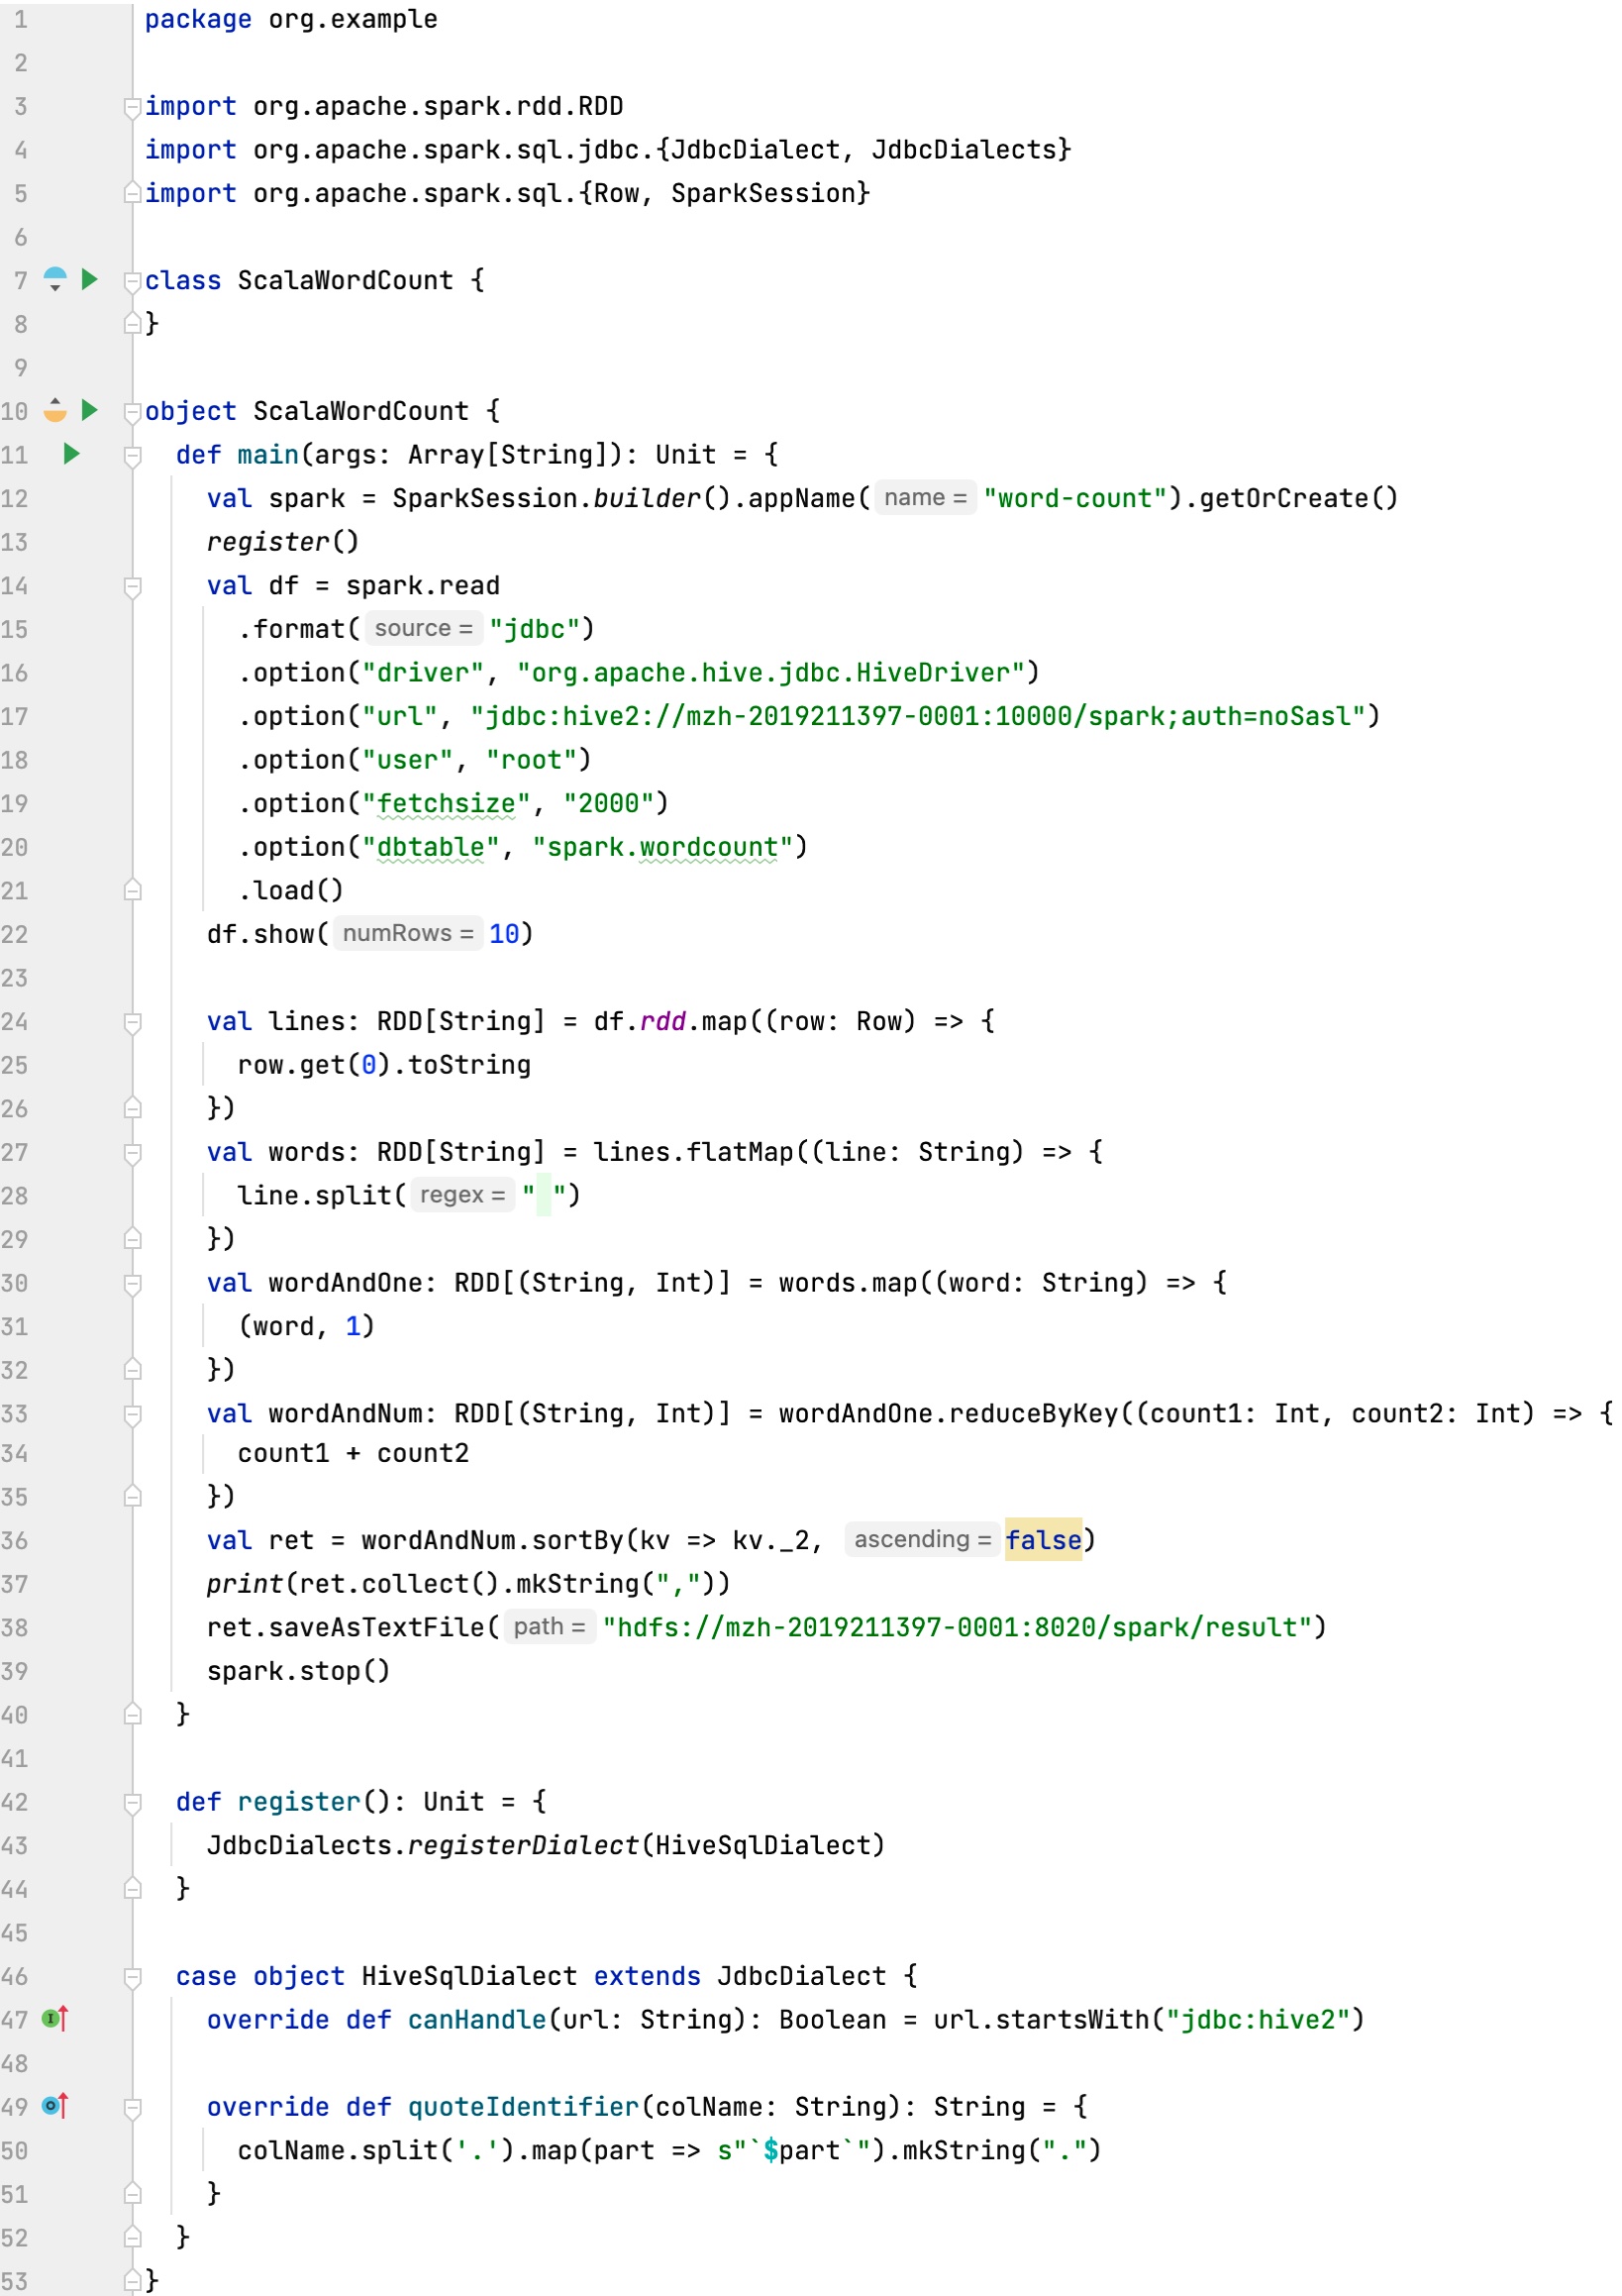 1 package org.example
2
3 import org.apache.spark.rdd.RDD
4 import org.apache.spark.sql.jdbc.{JdbcDialect, JdbcDialects}
5 import org.apache.spark.sql.{Row, SparkSession}
6
7 class ScalaWordCount {
8 }
9
10 object ScalaWordCount {
11   def main(args: Array[String]): Unit = {
12     val spark = SparkSession.builder().appName( name = "word-count").getOrCreate()
13     register()
14     val df = spark.read
15       .format( source = "jdbc")
16       .option("driver", "org.apache.hive.jdbc.HiveDriver")
17       .option("url", "jdbc:hive2://mzh-2019211397-0001:10000/spark;auth=noSasl")
18       .option("user", "root")
19       .option("fetchsize", "2000")
20       .option("dbtable", "spark.wordcount")
21       .load()
22     df.show( numRows = 10)
23
24     val lines: RDD[String] = df.rdd.map((row: Row) => {
25       row.get(0).toString
26     })
27     val words: RDD[String] = lines.flatMap((line: String) => {
28       line.split( regex = " ")
29     })
30     val wordAndOne: RDD[(String, Int)] = words.map((word: String) => {
31       (word, 1)
32     })
33     val wordAndNum: RDD[(String, Int)] = wordAndOne.reduceByKey((count1: Int, count2: Int) => {
34       count1 + count2
35     })
36     val ret = wordAndNum.sortBy(kv => kv._2, ascending = false)
37     print(ret.collect().mkString(","))
38     ret.saveAsTextFile( path = "hdfs://mzh-2019211397-0001:8020/spark/result")
39     spark.stop()
40   }
41
42   def register(): Unit = {
43     JdbcDialects.registerDialect(HiveSqlDialect)
44   }
45
46   case object HiveSqlDialect extends JdbcDialect {
47     override def canHandle(url: String): Boolean = url.startsWith("jdbc:hive2")
48
49     override def quoteIdentifier(colName: String): String = {
50       colName.split('.').map(part => s"`$part`").mkString(".")
51     }
52   }
53 }